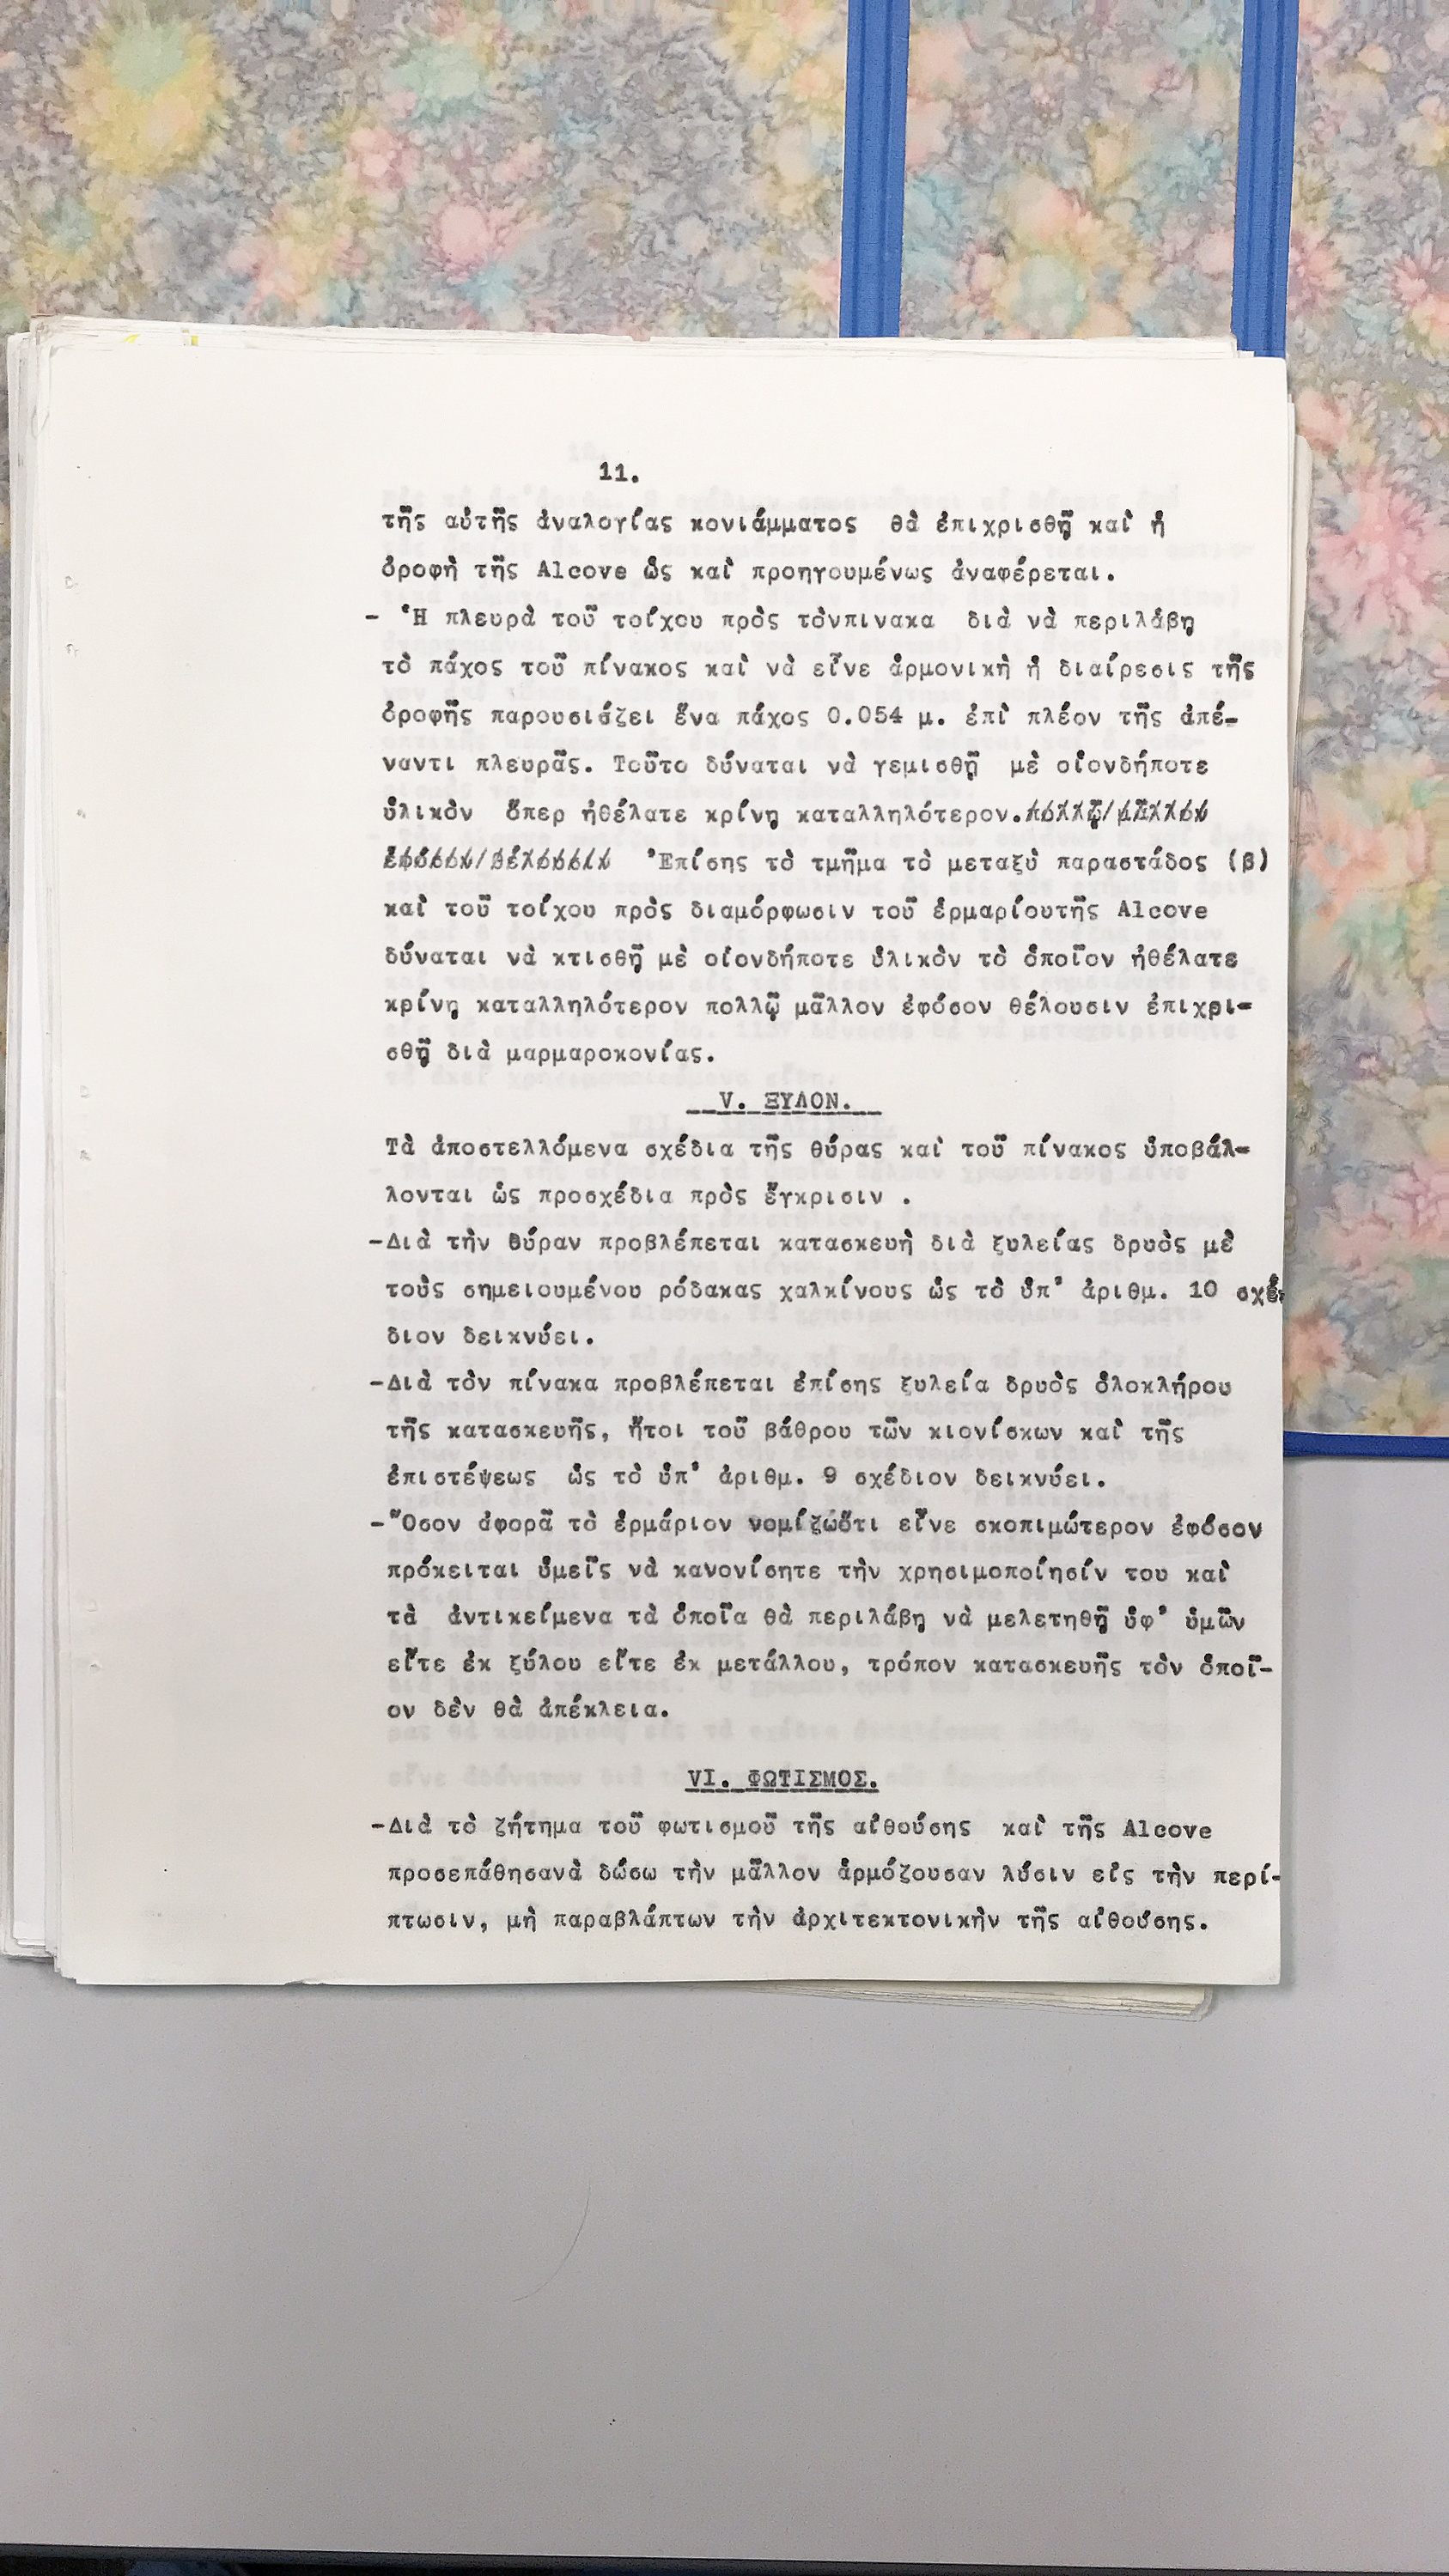 11.
τῆς αὐτῆς ἀναλογίας κονιάμματος θὰ ἐπιχρισθῇ καὶ ἡ
ὀροφὴ τῆς Alcove ὡς καὶ προηγουμένως ἀναφέρεται.
- Ἡ πλευρὰ τοῦ τοίχου πρὸς τὸνπινακα διὰ νὰ περιλάβῃ
τὸ πάχος τοῦ πίνακος καὶ νὰ εἶνε ἁρμονικὴ ἡ διαίρεσις τῆς
ὀροφῆς παρουσιάζει ἕνα πάχος 0.054 μ. ἐπὶ πλέον τῆς ἀπέ-
ναντι πλευρᾶς. Τοῦτο δύναται νὰ γεμισθῇ μὲ οἱονδήποτε
ὑλικὸν ὅπερ ἠθέλατε κρίνῃ καταλληλότερον. πολλῷ μᾶλλον
ἐφόσον Ἐπίσης τὸ τμῆμα τὸ μεταξὺ παραστάδος (β)
καὶ τοῦ τοίχου πρὸς διαμόρφωσιν τοῦ ἑρμαρίουτῆς Alcove
δύναται νὰ κτισθῇ μὲ οἱονδήποτε ὑλικὸν τὸ ὁποῖον ἠθέλατε
κρίνῃ καταλληλότερον πολλῷ μᾶλλον ἐφόσον θέλουσιν ἐπιχρι-
σθῇ διὰ μαρμαροκονίας.
V. ΞΥΛΟΝ.
Τὰ ἀποστελλόμενα σχέδια τῆς θύρας καὶ τοῦ πίνακος ὑποβάλ-
λονται ὡς προσχέδια πρὸς ἔγκρισιν .
-Διὰ τὴν θύραν προβλέπεται κατασκευὴ διὰ ξυλείας δρυὸς μὲ
τοὺς σημειουμένου ρόδακας χαλκίνους ὡς τὸ ὑπ' ἀριθμ. 10 σχέ-
διον δεικνύει.
-Διὰ τὸν πίνακα προβλέπεται ἐπίσης ξυλεία δρυὸς ὁλοκλήρου
τῆς κατασκευῆς, ἤτοι τοῦ βάθρου τῶν κιονίσκων καὶ τῆς
ἐπιστέψεως ὡς τὸ ὑπ' ἀριθμ. 9 σχέδιον δεικνύει.
-Ὅσον ἀφορᾶ τὸ ἑρμάριον νομίζωὅτι εἶνε σκοπιμώτερον ἐφόσον
πρόκειται ὑμεῖς νὰ κανονίσητε τὴν χρησιμοποίησίν του καὶ
τὰ ἀντικείμενα τὰ ὁποῖα θὰ περιλάβῃ νὰ μελετηθῇ ὑφ' ὑμῶν
εἴτε ἐκ ξύλου εἴτε ἐκ μετάλλου, τρόπον κατασκευῆς τὸν ὁποῖ-
ον δὲν θὰ ἀπέκλεια.
VI. ΦΩΤΙΣΜΟΣ.
-Διὰ τὸ ζήτημα τοῦ φωτισμοῦ τῆς αἰθούσης καὶ τῆς Alcove
προσεπάθησανὰ δώσω τὴν μᾶλλον ἁρμόζουσαν λύσιν εἰς τὴν περί-
πτωσιν, μὴ παραβλάπτων τὴν ἀρχιτεκτονικὴν τῆς αἰθούσης.